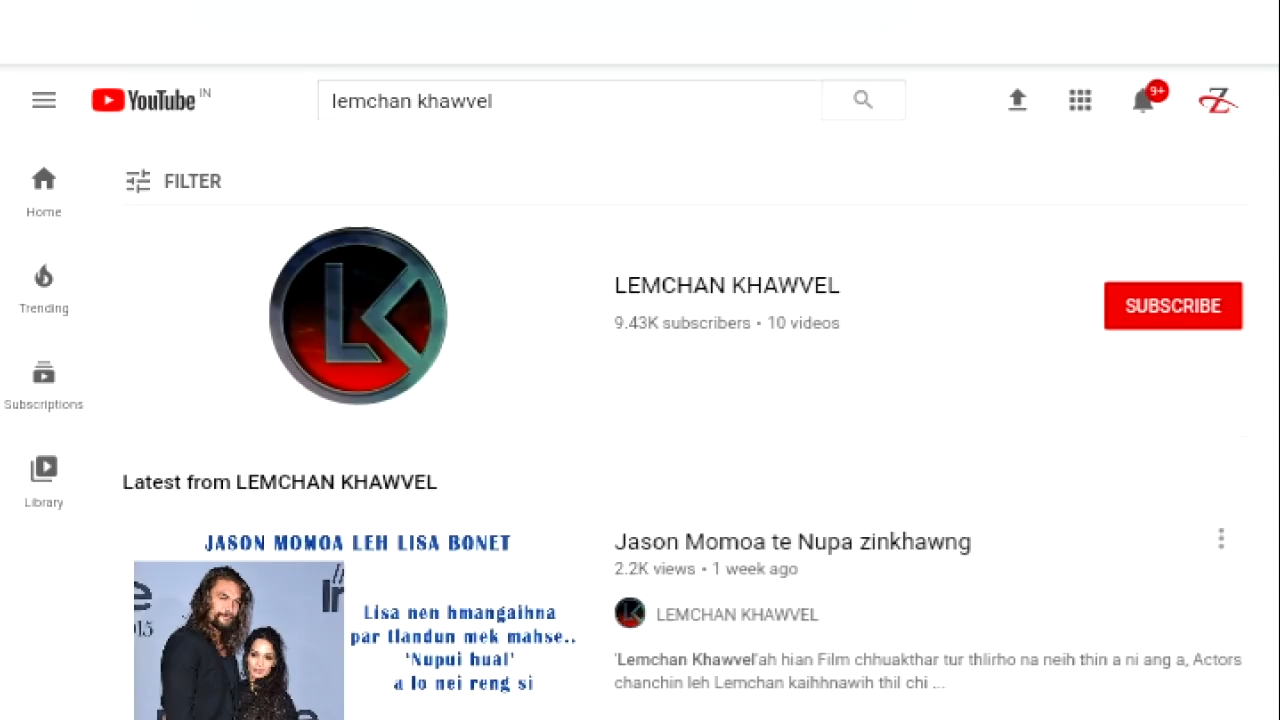 YouTube IN
lemchan khawvel
9+
Home
Trending
Subscriptions
Library
FILTER
LK
LEMCHAN KHAWVEL
9.43K subscribers • 10 videos
SUBSCRIBE
Latest from LEMCHAN KHAWVEL
JASON MOMOA LEH LISA BONET
Lisa nen hmangaihna
par tlandun mek mahse..
'Nupui hual'
a lo nei reng si
Jason Momoa te Nupa zinkhawng
2.2K views • 1 week ago
LEMCHAN KHAWVEL
'Lemchan Khawvel'ah hian Film chhuakthar tur thlirho na neih thin a ni ang a, Actors
chanchin leh Lemchan kaihhnawih thil chi ...